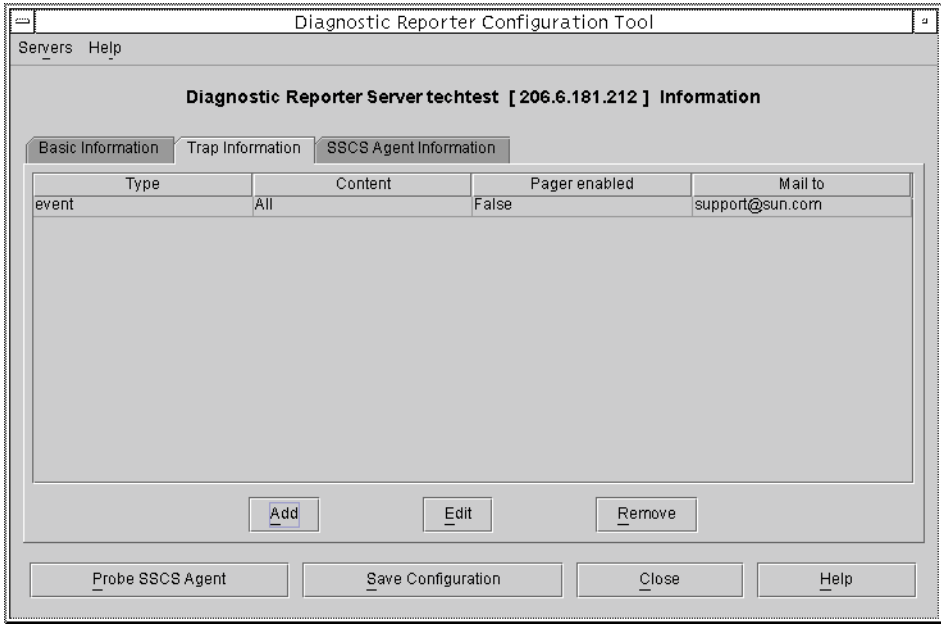 Diagnostic Reporter Configuration Tool
Servers Help
Diagnostic Reporter Server techtest [ 206.6.181.212 ] Information
Basic Information Trap Information SSCS Agent Information
Type Content Pager enabled Mail to
event All False support@sun.com
Add Edit Remove
Probe SSCS Agent Save Configuration Close Help